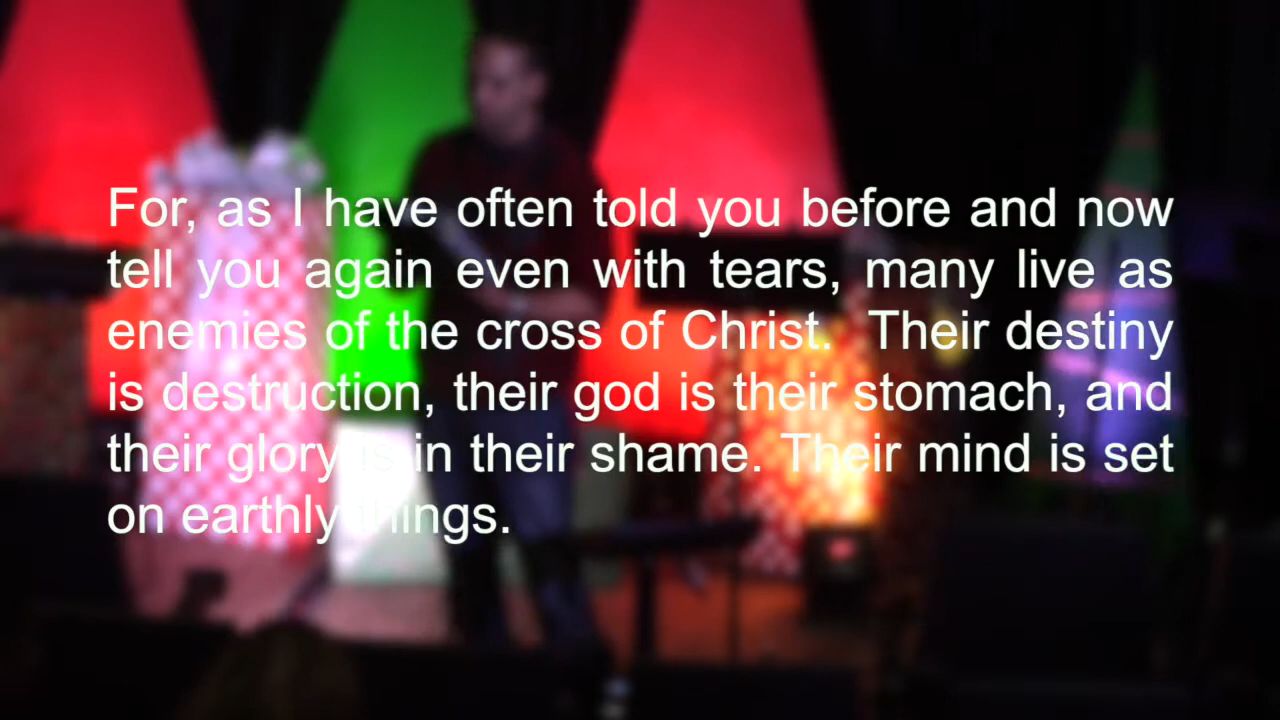 For, as I have often told you before and now
tell you again even with tears, many live as
enemies of the cross of Christ.  Their destiny
is destruction, their god is their stomach, and
their glory is in their shame. Their mind is set
on earthly things.